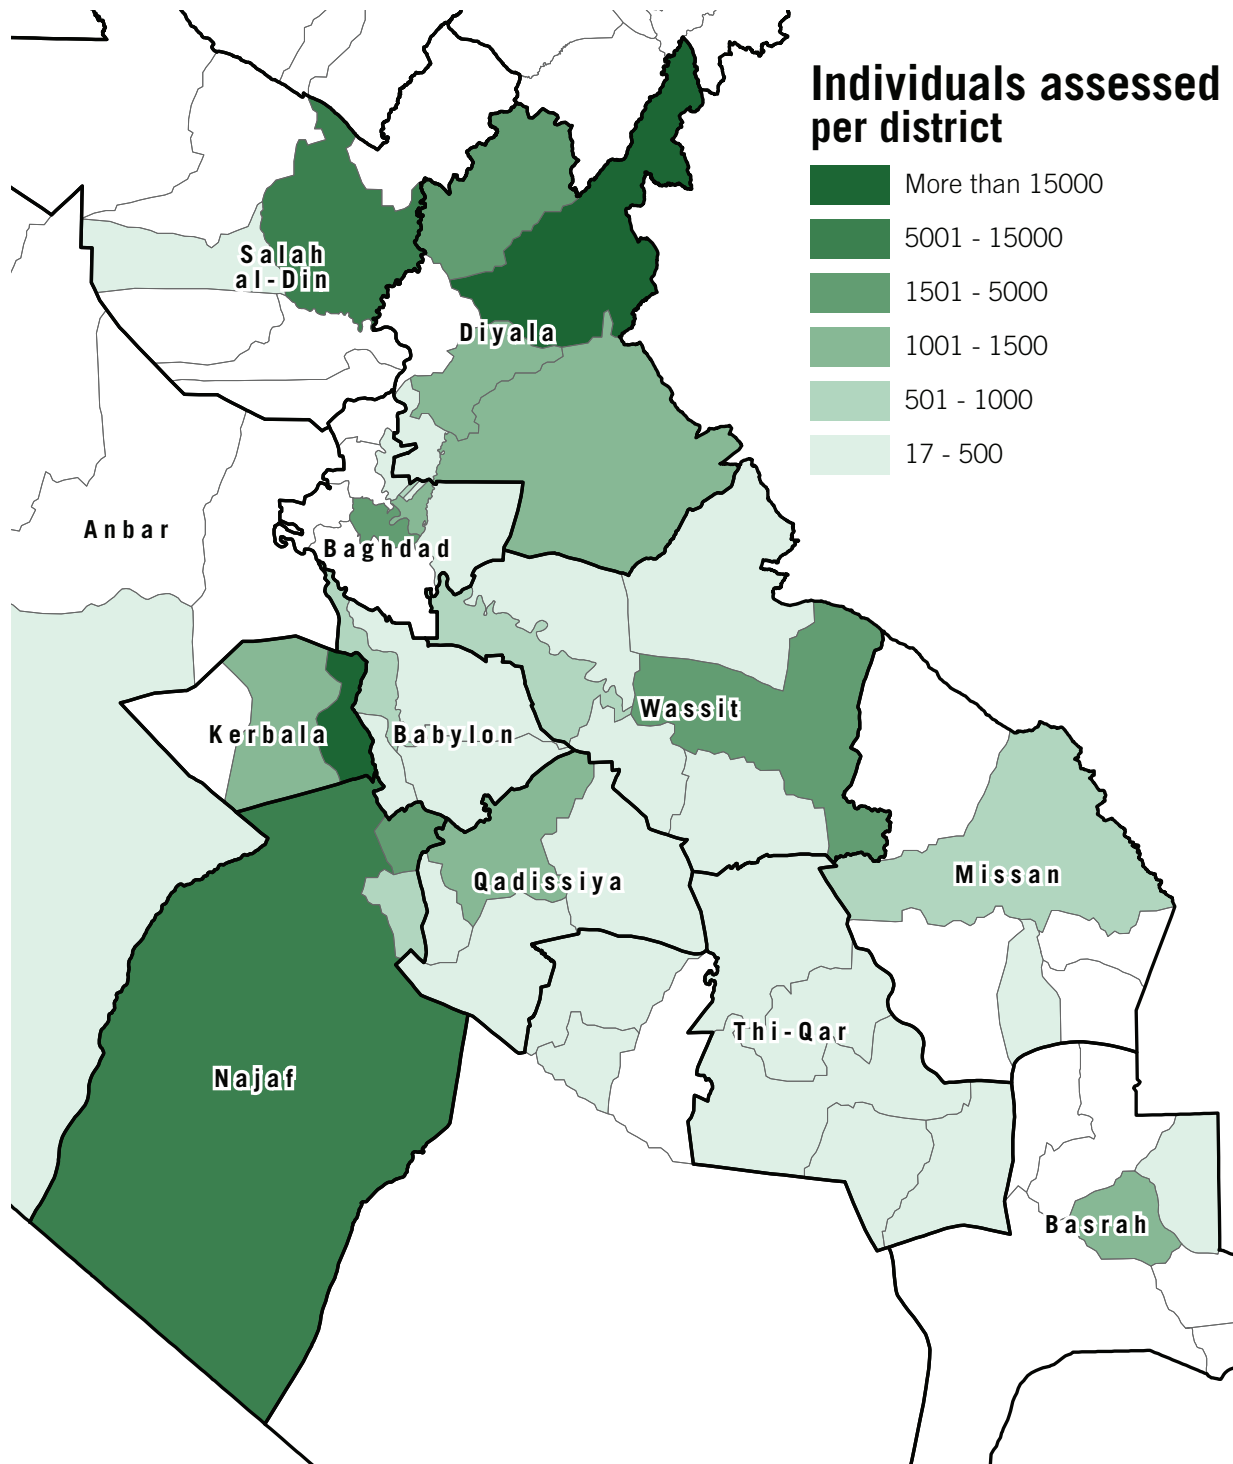 Individuals assessed
per district
More than 15000
5001 - 15000
1501 - 5000
1001 - 1500
501 - 1000
17 - 500
Salah
al-Din
Diyala
Anbar
Baghdad
Kerbala
Babylon
Wassit
Qadissiya
Missan
Najaf
Thi-Qar
Basrah